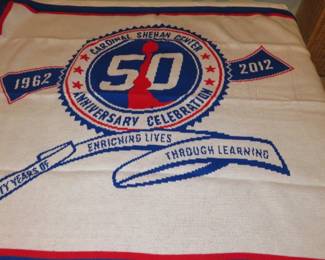 CARDINAL SHEHAN CENTER
1962
50
2012
ANNIVERSARY CELEBRATION
TY YEARS OF
ENRICHING LIVES
THROUGH LEARNING